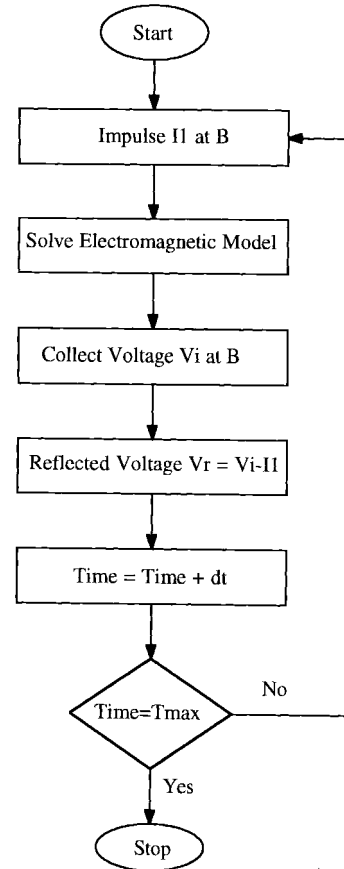 Start
Impulse I1 at B
Solve Electromagnetic Model
Collect Voltage Vi at B
Reflected Voltage Vr = Vi-I1
Time = Time + dt
Time=Tmax
No
Yes
Stop